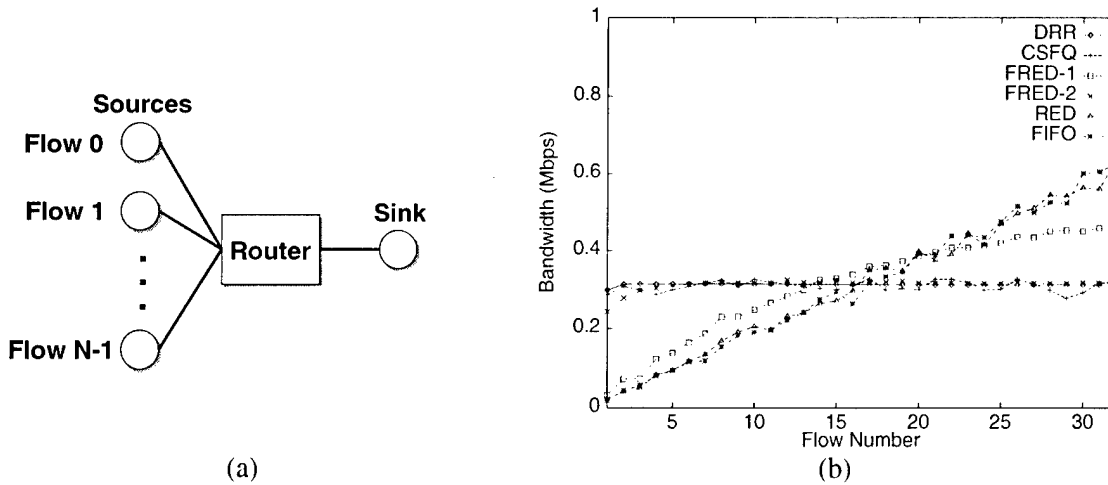 Sources
Flow 0
Flow 1
Flow N-1
Router
Sink
(a)
1
0.8
0.6
0.4
0.2
0
Bandwidth (Mbps)
DRR
CSFQ
FRED-1
FRED-2
RED
FIFO
5
10
15
20
25
30
Flow Number
(b)